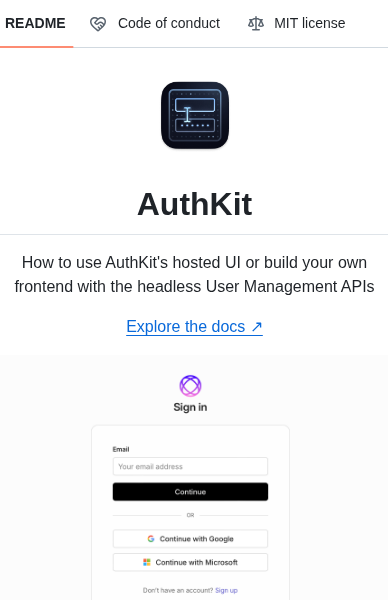 README
Code of conduct
MIT license
AuthKit
How to use AuthKit's hosted UI or build your own
frontend with the headless User Management APIs
Explore the docs ↗
Sign in
Email
Your email address
Continue
OR
Continue with Google
Continue with Microsoft
Don't have an account? Sign up